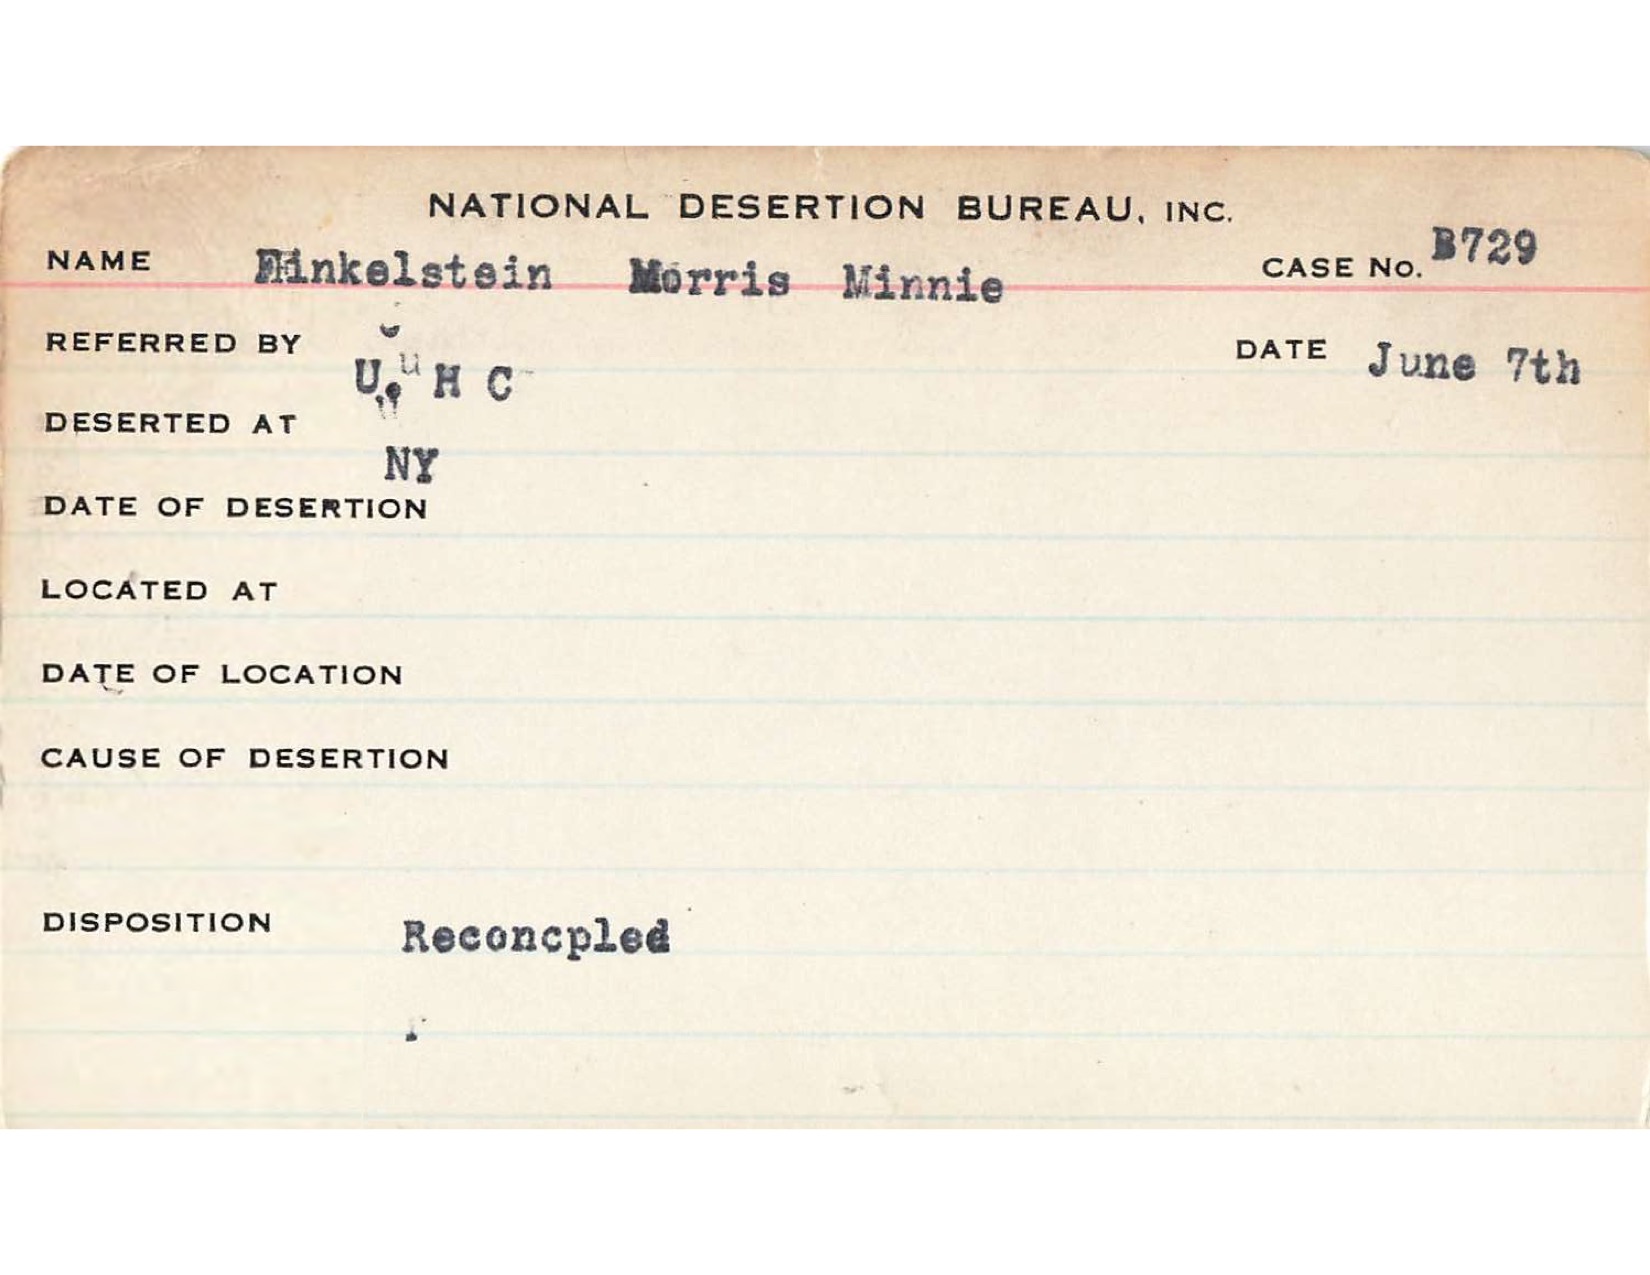 NATIONAL DESERTION BUREAU, INC.
NAME Finkelstein Morris Minnie CASE No. B729
REFERRED BY U. H C DATE June 7th
DESERTED AT NY
DATE OF DESERTION
LOCATED AT
DATE OF LOCATION
CAUSE OF DESERTION
DISPOSITION Reconcpled